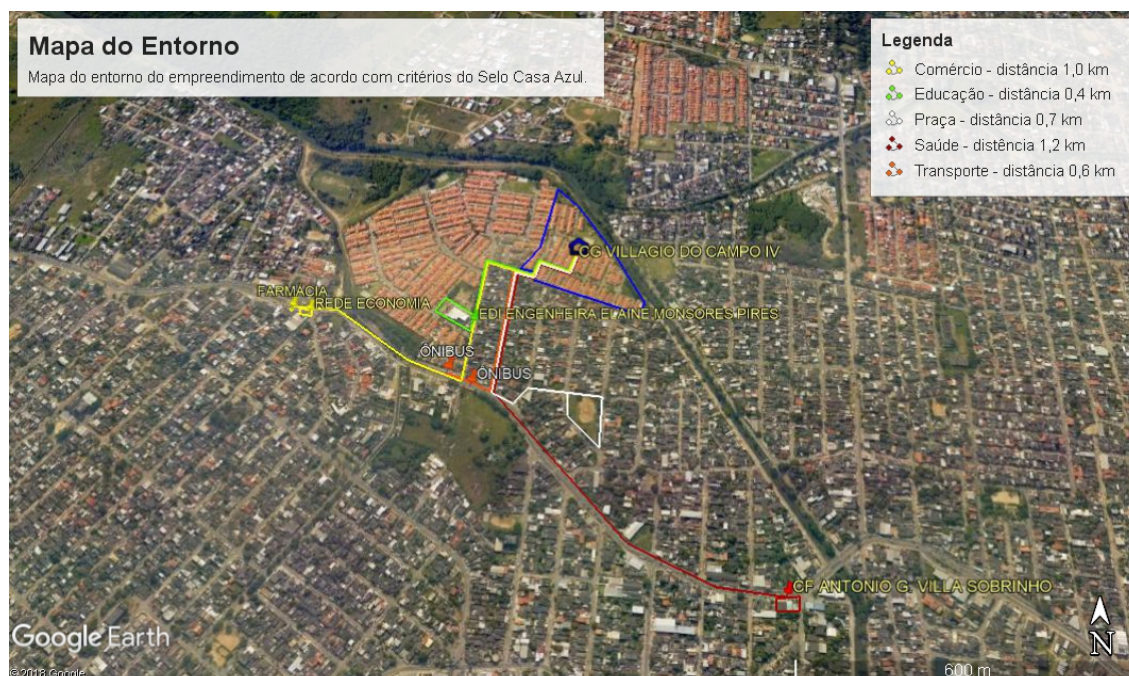 Mapa do Entorno
Mapa do entorno do empreendimento de acordo com critérios do Selo Casa Azul.
Legenda
Comércio - distância 1,0 km
Educação - distância 0,4 km
Praça - distância 0,7 km
Saúde - distência 1,2 km
Transporte - distância 0,6 km
CG VILLAGIO DO CAMPO IV
FARMÁCIA
REDE ECONOMIA
EDI ENGENHEIRA ELAINE MONSORES PIRES
ÔNIBUS
ÔNIBUS
CF ANTONIO G. VILLA SOBRINHO
Google Earth
N
© 2018 Google
600 m